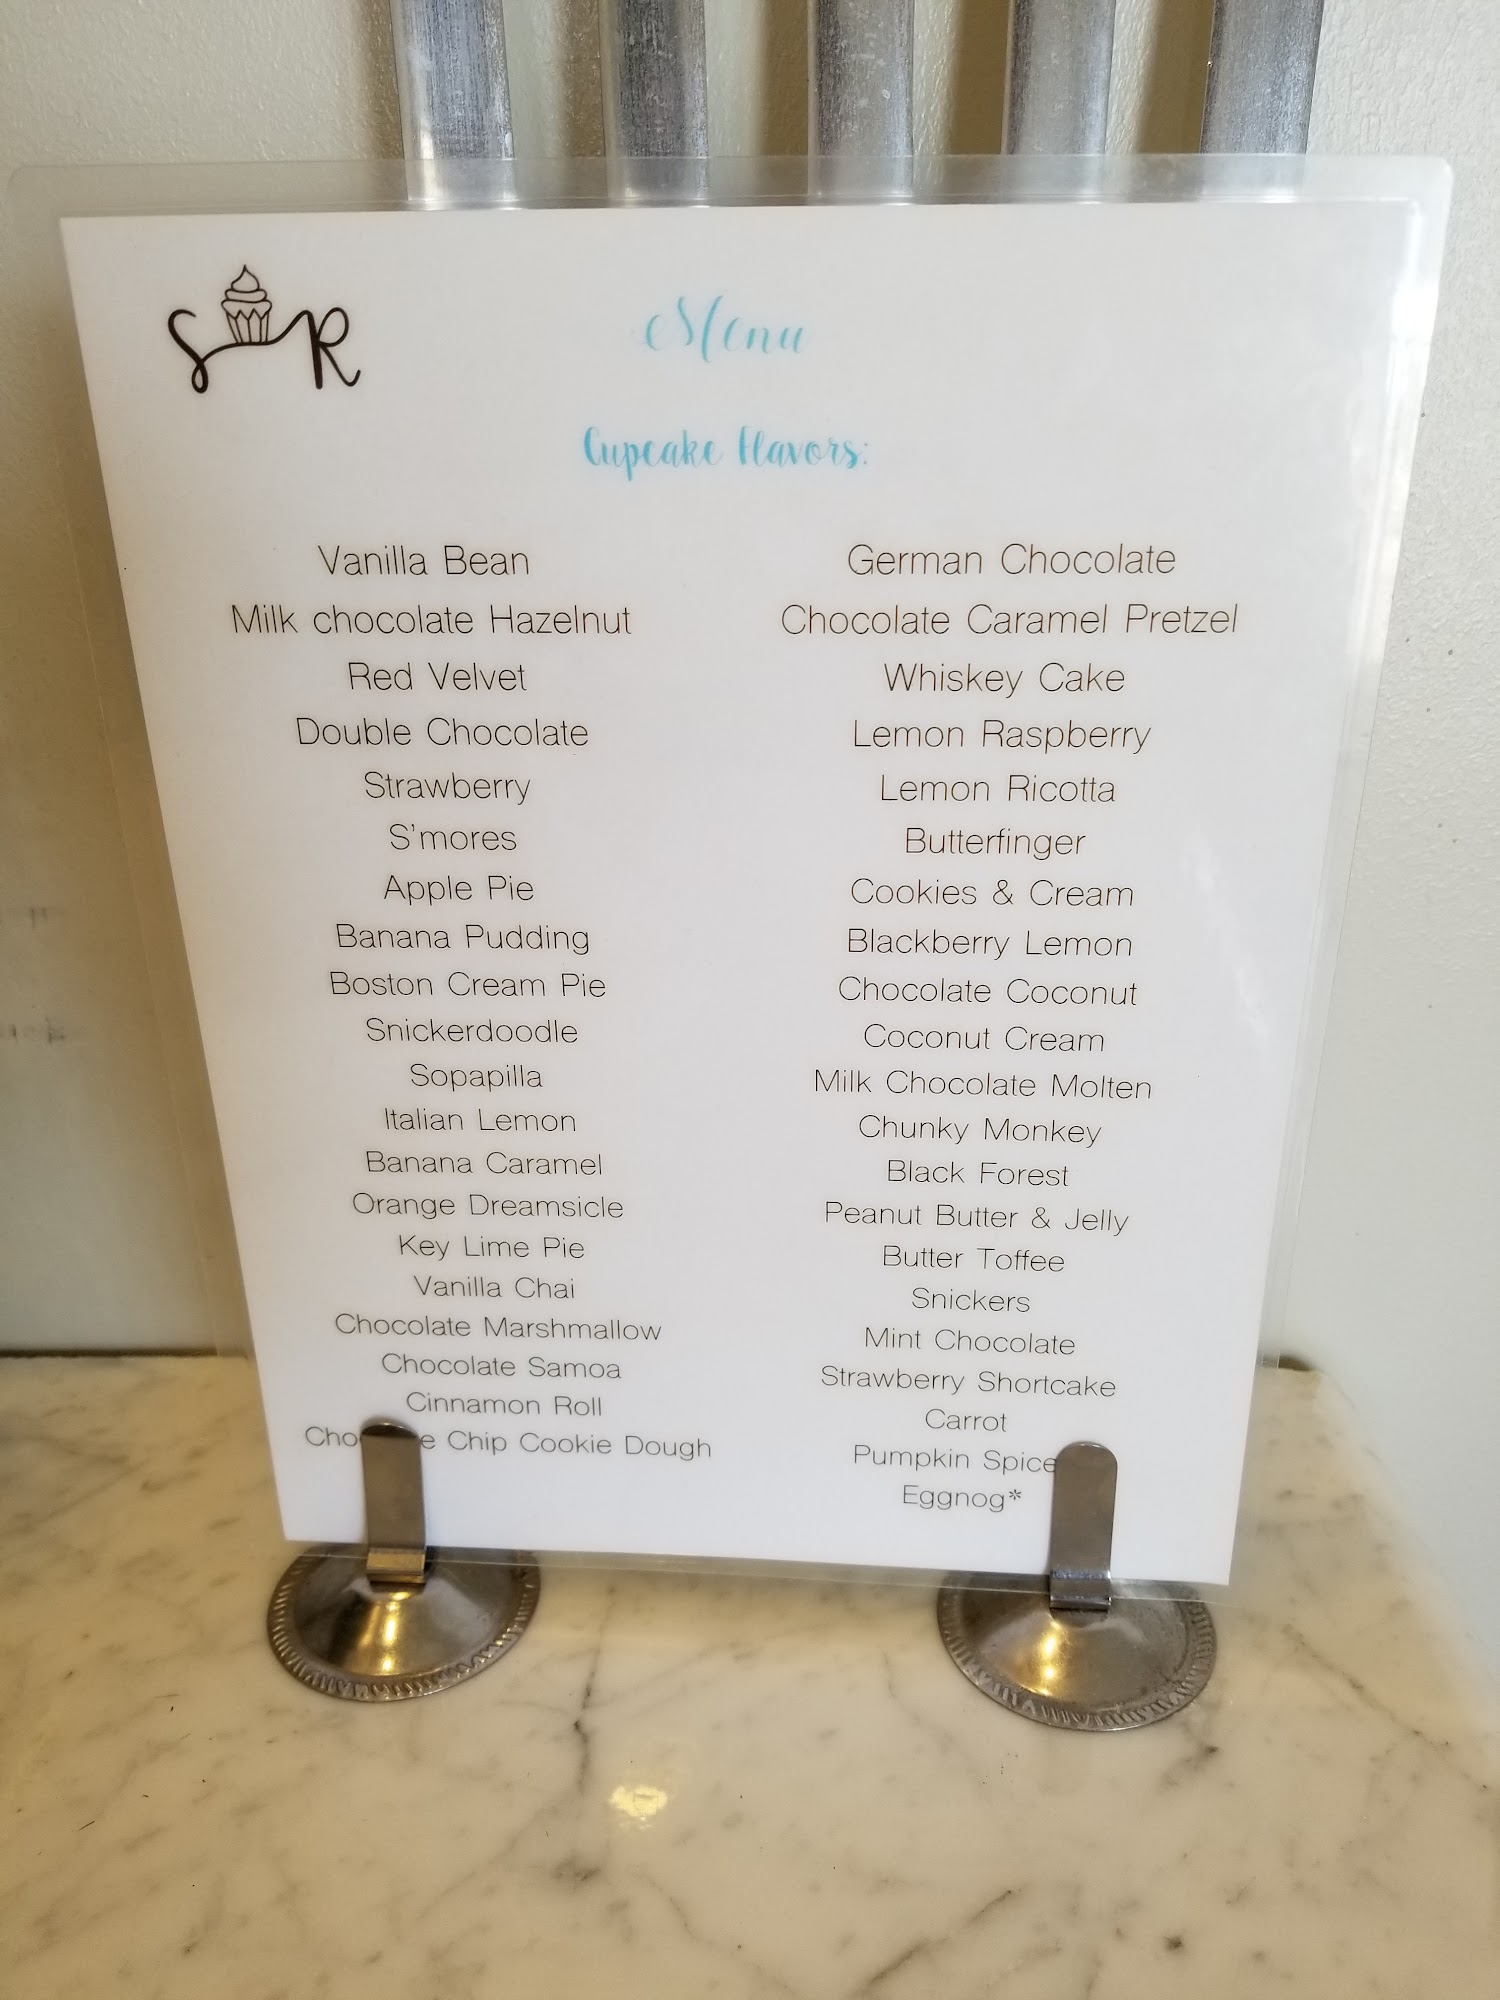 S R
Menu
Cupcake Flavors:
Vanilla Bean
Milk chocolate Hazelnut
Red Velvet
Double Chocolate
Strawberry
S'mores
Apple Pie
Banana Pudding
Boston Cream Pie
Snickerdoodle
Sopapilla
Italian Lemon
Banana Caramel
Orange Dreamsicle
Key Lime Pie
Vanilla Chai
Chocolate Marshmallow
Chocolate Samoa
Cinnamon Roll
Chip Cookie Dough
German Chocolate
Chocolate Caramel Pretzel
Whiskey Cake
Lemon Raspberry
Lemon Ricotta
Butterfinger
Cookies & Cream
Blackberry Lemon
Chocolate Coconut
Coconut Cream
Milk Chocolate Molten
Chunky Monkey
Black Forest
Peanut Butter & Jelly
Butter Toffee
Snickers
Mint Chocolate
Strawberry Shortcake
Carrot
Pumpkin Spice
Eggnog*